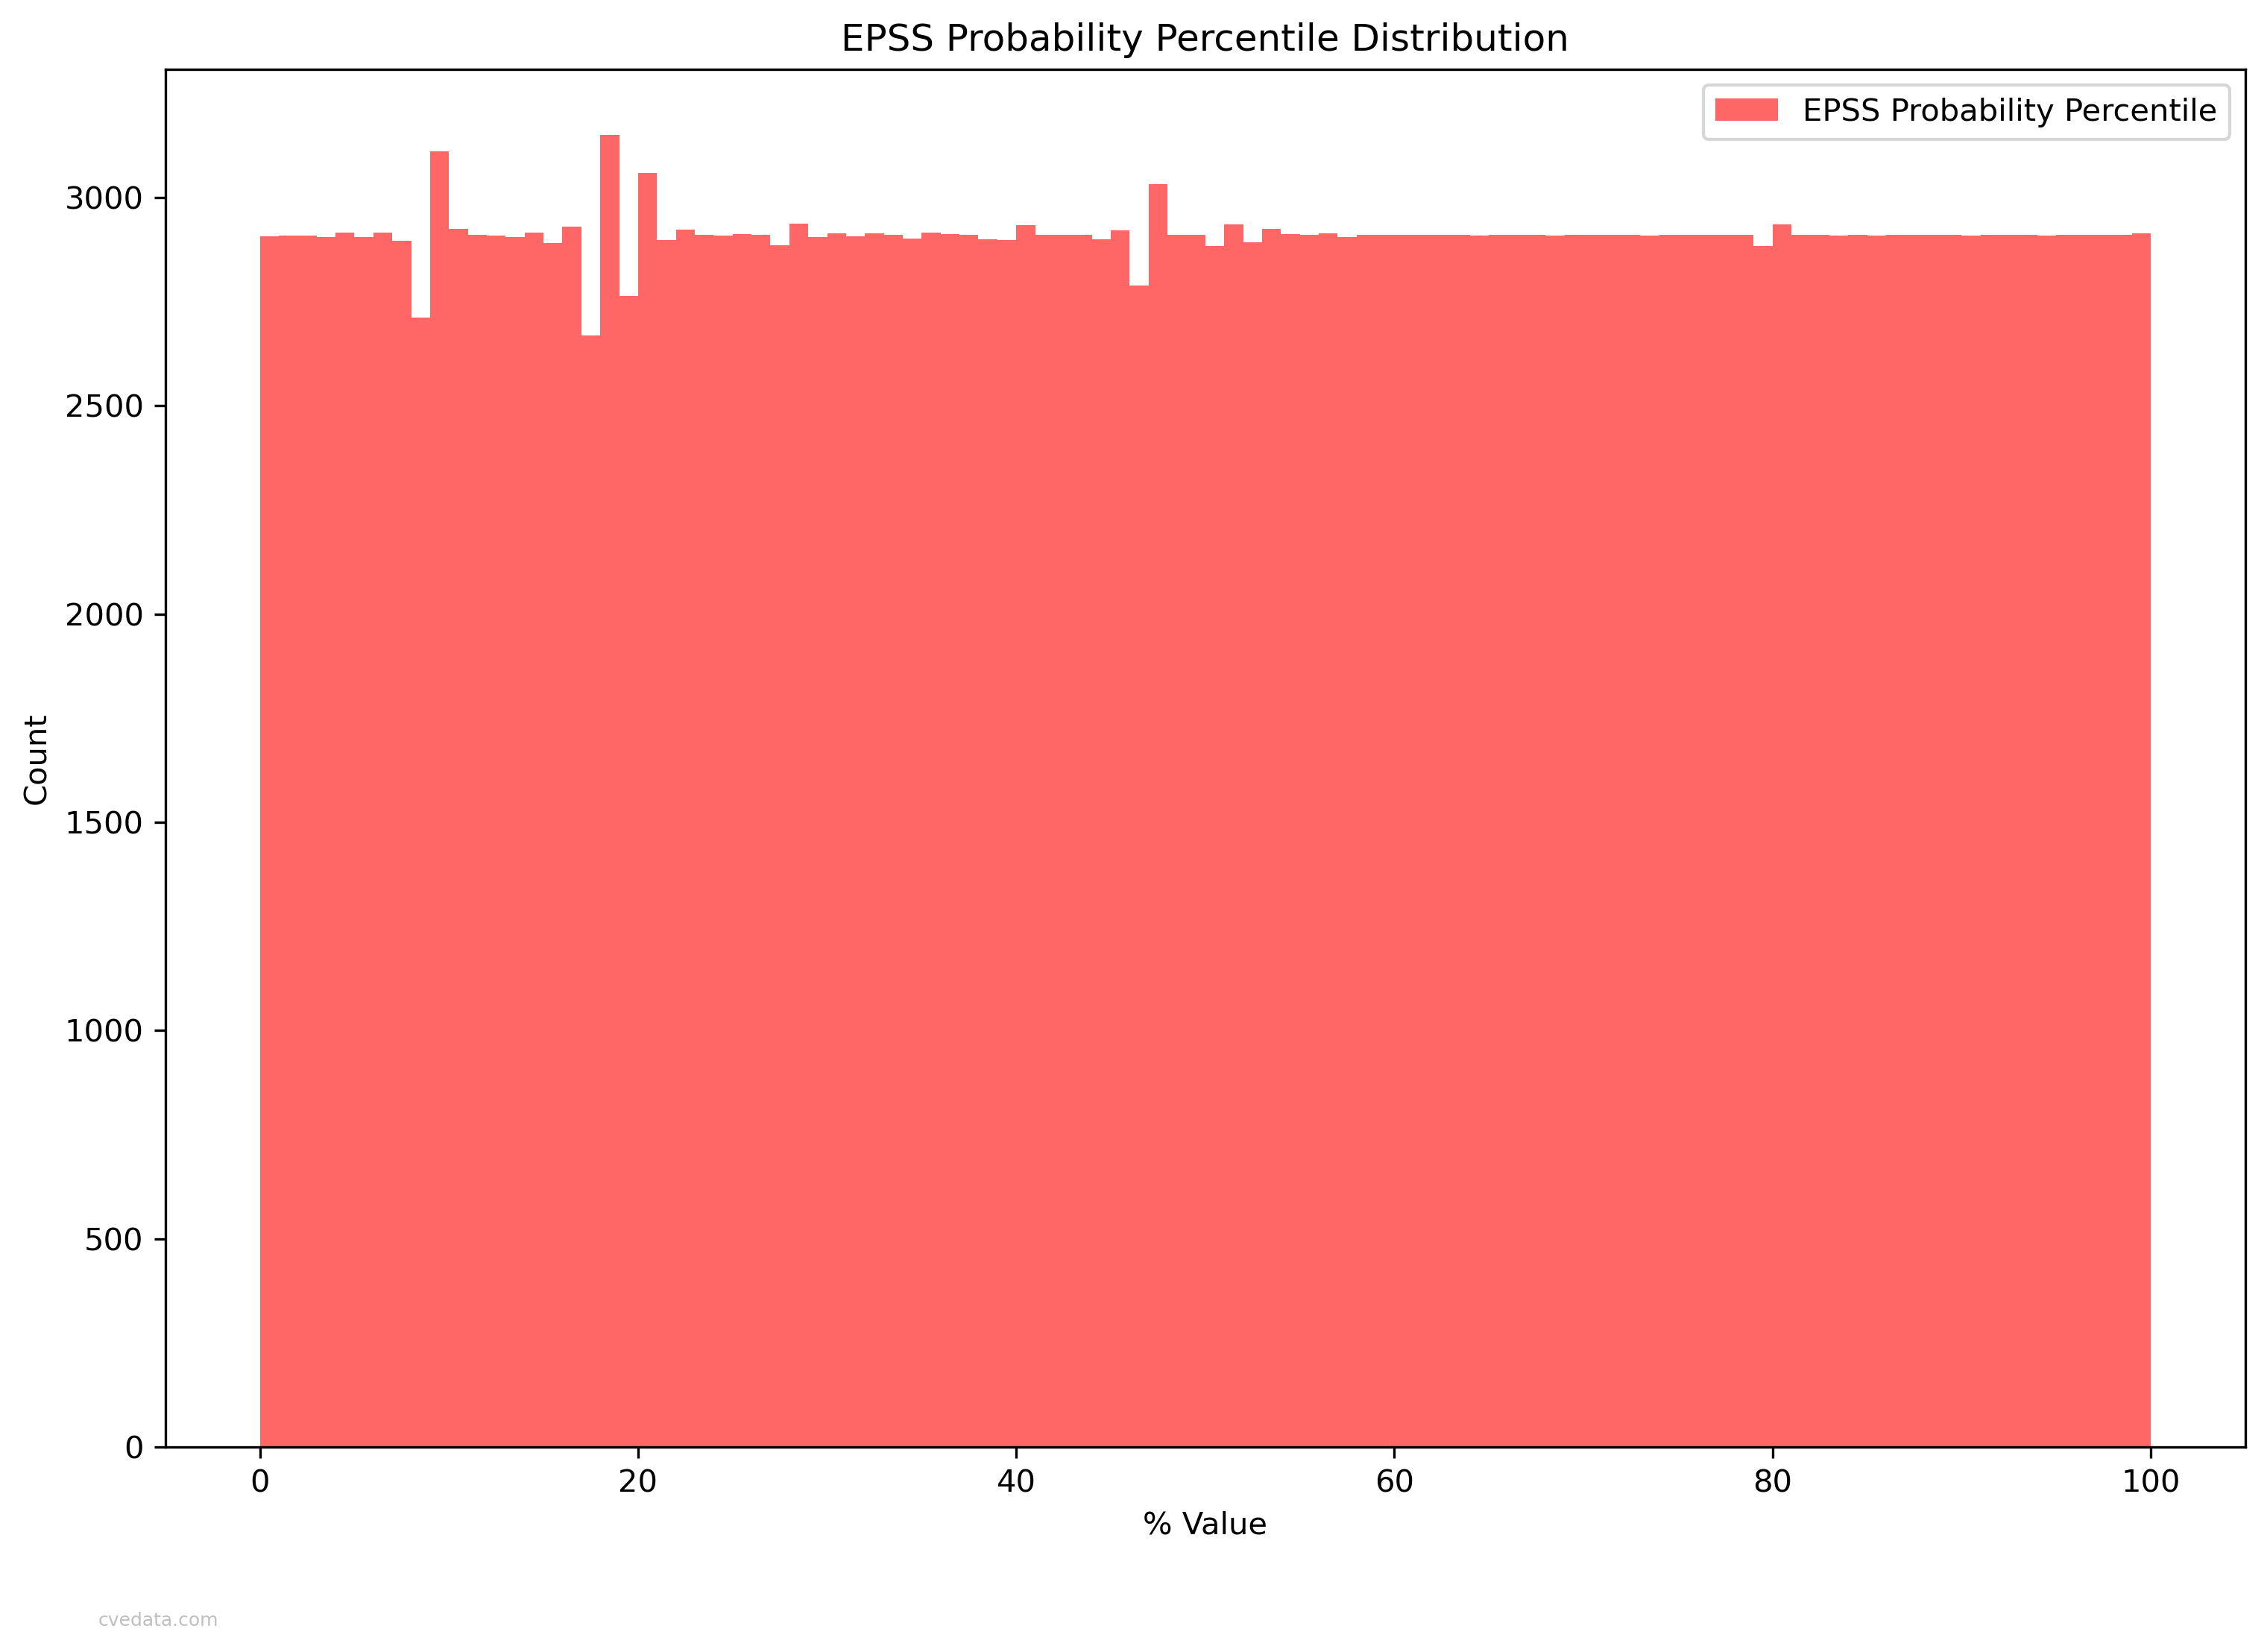 EPSS Probability Percentile Distribution
EPSS Probability Percentile
3000
2500
2000
1500
1000
500
0
Count
0 20 40 60 80 100
% Value
cvedata.com